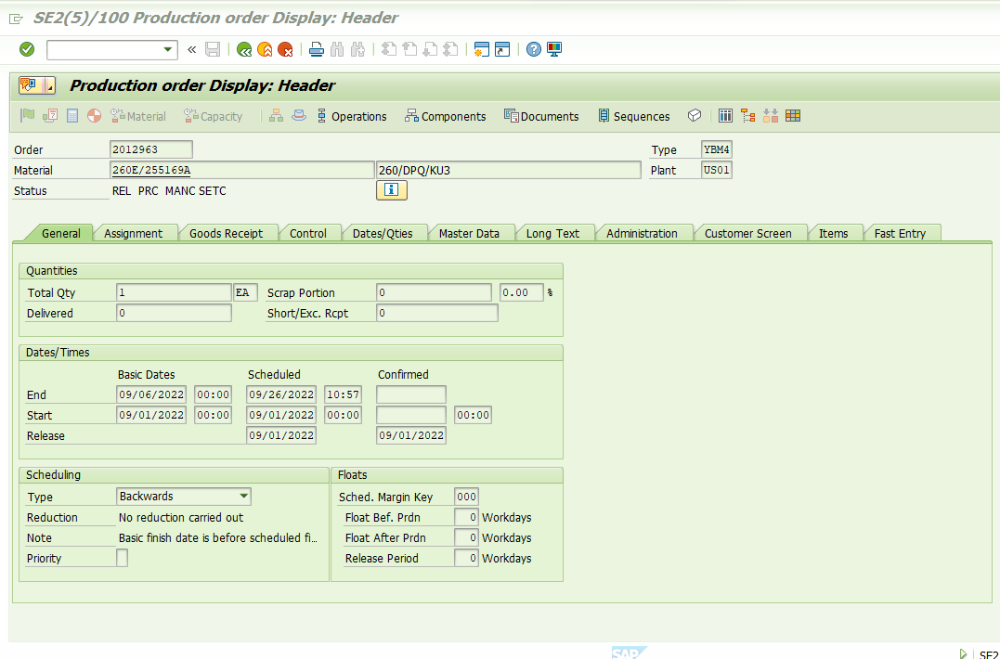 SE2(5)/100 Production order Display: Header
«
Production order Display: Header
Material Capacity Operations Components Documents Sequences
Order 2012963 Type YBM4
Material 260E/255169A 260/DPQ/KU3 Plant US01
Status REL PRC MANC SETC
General Assignment Goods Receipt Control Dates/Qties Master Data Long Text Administration Customer Screen Items Fast Entry
Quantities
Total Qty 1 EA Scrap Portion 0 0.00 %
Delivered 0 Short/Exc. Rcpt 0
Dates/Times
Basic Dates Scheduled Confirmed
End 09/06/2022 00:00 09/26/2022 10:57
Start 09/01/2022 00:00 09/01/2022 00:00 00:00
Release 09/01/2022 09/01/2022
Scheduling
Type Backwards
Reduction No reduction carried out
Note Basic finish date is before scheduled fi...
Priority
Floats
Sched. Margin Key 000
Float Bef. Prdn 0 Workdays
Float After Prdn 0 Workdays
Release Period 0 Workdays
SAP
SE2